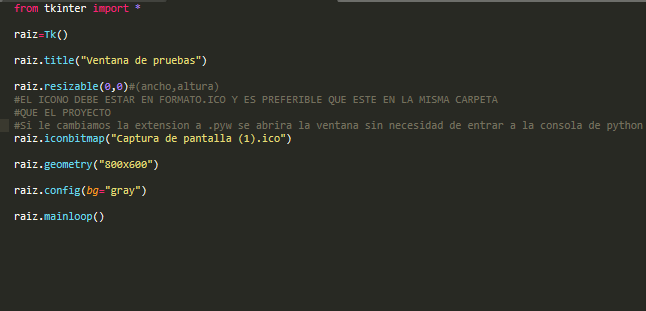 from tkinter import *
raiz=Tk()
raiz.title("Ventana de pruebas")
raiz.resizable(0,0)#(ancho,altura)
#EL ICONO DEBE ESTAR EN FORMATO.ICO Y ES PREFERIBLE QUE ESTE EN LA MISMA CARPETA
#QUE EL PROYECTO
#Si le cambiamos la extension a .pyw se abrira la ventana sin necesidad de entrar a la consola de python
raiz.iconbitmap("Captura de pantalla (1).ico")
raiz.geometry("800x600")
raiz.config(bg="gray")
raiz.mainloop()